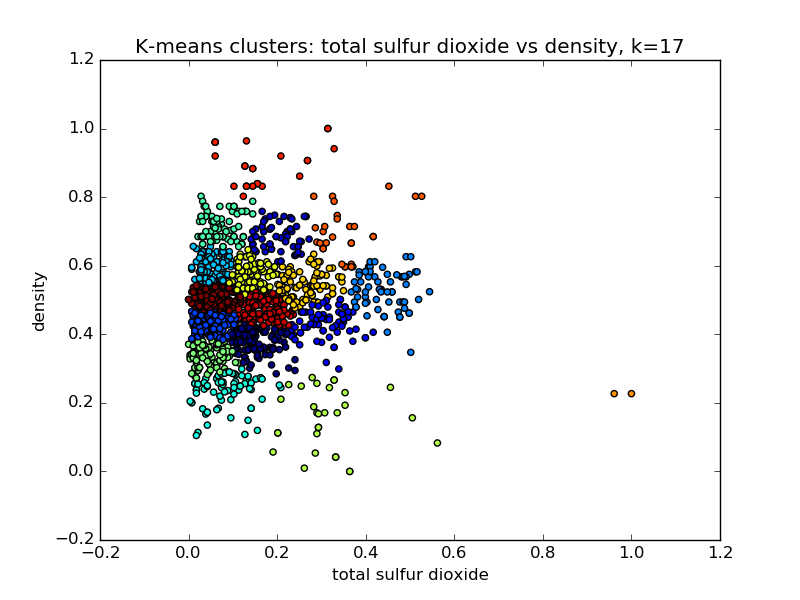 K-means clusters: total sulfur dioxide vs density, k=17
1.2
1.0
0.8
0.6
0.4
0.2
0.0
−0.2
density
−0.2 0.0 0.2 0.4 0.6 0.8 1.0 1.2
total sulfur dioxide